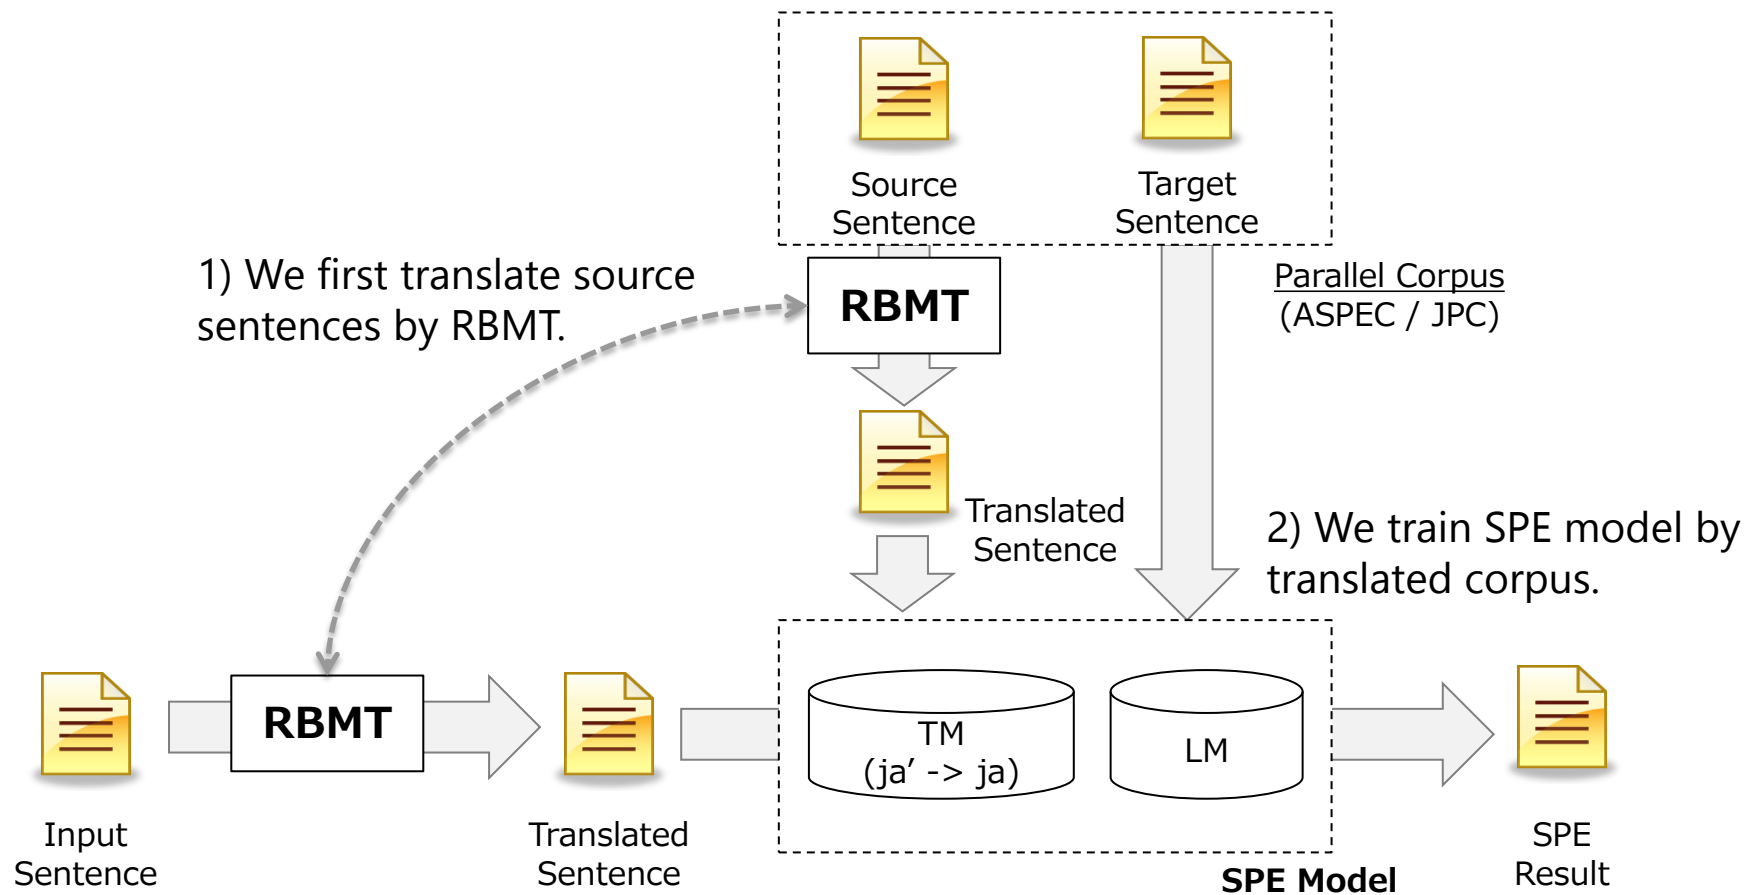 Source
Sentence
Target
Sentence
1) We first translate source
sentences by RBMT.
RBMT
Parallel Corpus
(ASPEC / JPC)
Translated
Sentence
2) We train SPE model by
translated corpus.
RBMT
TM
(ja’ -> ja)
LM
Input
Sentence
Translated
Sentence
SPE Model
SPE
Result